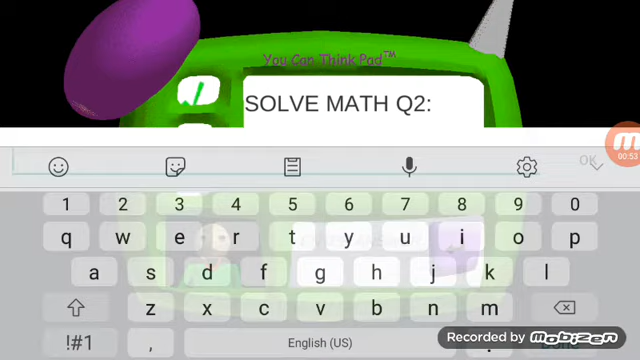 You Can Think Pad™
SOLVE MATH Q2:
OK
00:53
1 2 3 4 5 6 7 8 9 0
q w e r t y u i o p
a s d f g h j k l
z x c v b n m
!#1 , English (US) .
Recorded by Mobizen